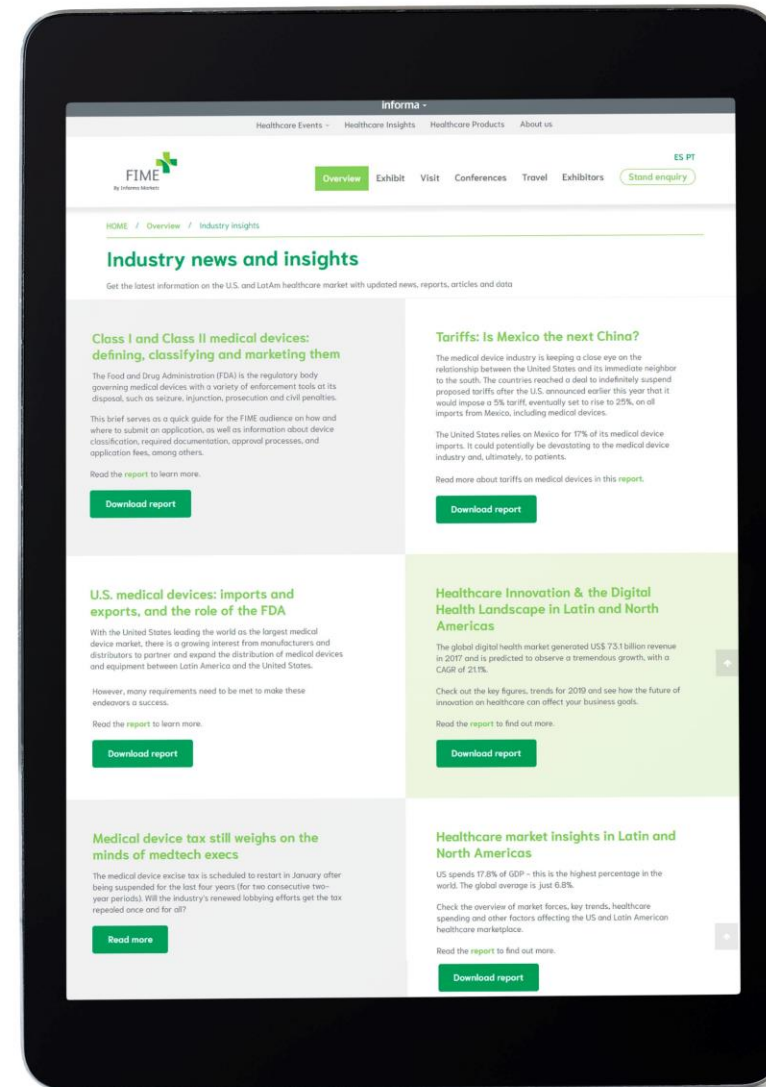 informa
Healthcare Events Healthcare Insights Healthcare Products About us
ES PT
FIME
By Informa Markets
Overview Exhibit Visit Conferences Travel Exhibitors Stand enquiry
HOME / Overview / Industry insights
Industry news and insights
Get the latest information on the U.S. and LatAm healthcare market with updated news, reports, articles and data
Class I and Class II medical devices:
defining, classifying and marketing them
The Food and Drug Administration (FDA) is the regulatory body
governing medical devices with a variety of enforcement tools at its
disposal, such as seizure, injunction, prosecution and civil penalties.
This brief serves as a quick guide for the FIME audience on how and
where to submit an application, as well as information about device
classification, required documentation, approval processes, and
application fees, among others.
Read the report to learn more.
Download report
Tariffs: Is Mexico the next China?
The medical device industry is keeping a close eye on the
relationship between the United States and its immediate neighbor
to the south. The countries reached a deal to indefinitely suspend
proposed tariffs after the U.S. announced earlier this year that it
would impose a 5% tariff, eventually set to rise to 25%, on all
imports from Mexico, including medical devices.
The United States relies on Mexico for 17% of its medical device
imports. It could potentially be devastating to the medical device
industry and, ultimately, to patients.
Read more about tariffs on medical devices in this report.
Download report
U.S. medical devices: imports and
exports, and the role of the FDA
With the United States leading the world as the largest medical
device market, there is a growing interest from manufacturers and
distributors to partner and expand the distribution of medical devices
and equipment between Latin America and the United States.
However, many requirements need to be met to make these
endeavors a success.
Read the report to learn more.
Download report
Healthcare Innovation & the Digital
Health Landscape in Latin and North
Americas
The global digital health market generated US$ 73.1 billion revenue
in 2017 and is predicted to observe a tremendous growth, with a
CAGR of 21.1%.
Check out the key figures, trends for 2019 and see how the future of
innovation on healthcare can affect your business goals.
Read the report to find out more.
Download report
Medical device tax still weighs on the
minds of medtech execs
The medical device excise tax is scheduled to restart in January after
being suspended for the last four years (for two consecutive two-
year periods). Will the industry's renewed lobbying efforts get the tax
repealed once and for all?
Read more
Healthcare market insights in Latin and
North Americas
US spends 17.8% of GDP – this is the highest percentage in the
world. The global average is just 6.8%.
Check the overview of market forces, key trends, healthcare
spending and other factors affecting the US and Latin American
healthcare marketplace.
Read the report to find out more.
Download report